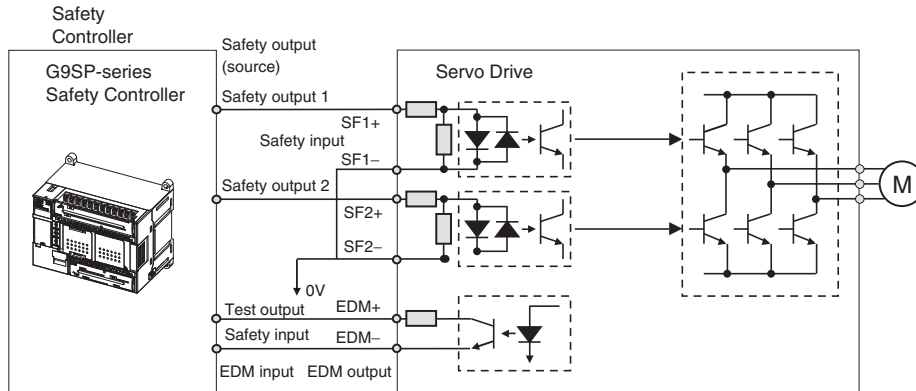 Safety
Controller
G9SP-series
Safety Controller
Safety output
(source)
Safety output 1
SF1+
Safety input
SF1–
Safety output 2
SF2+
SF2–
0V
Test output
EDM+
Safety input
EDM–
EDM input
EDM output
Servo Drive
M